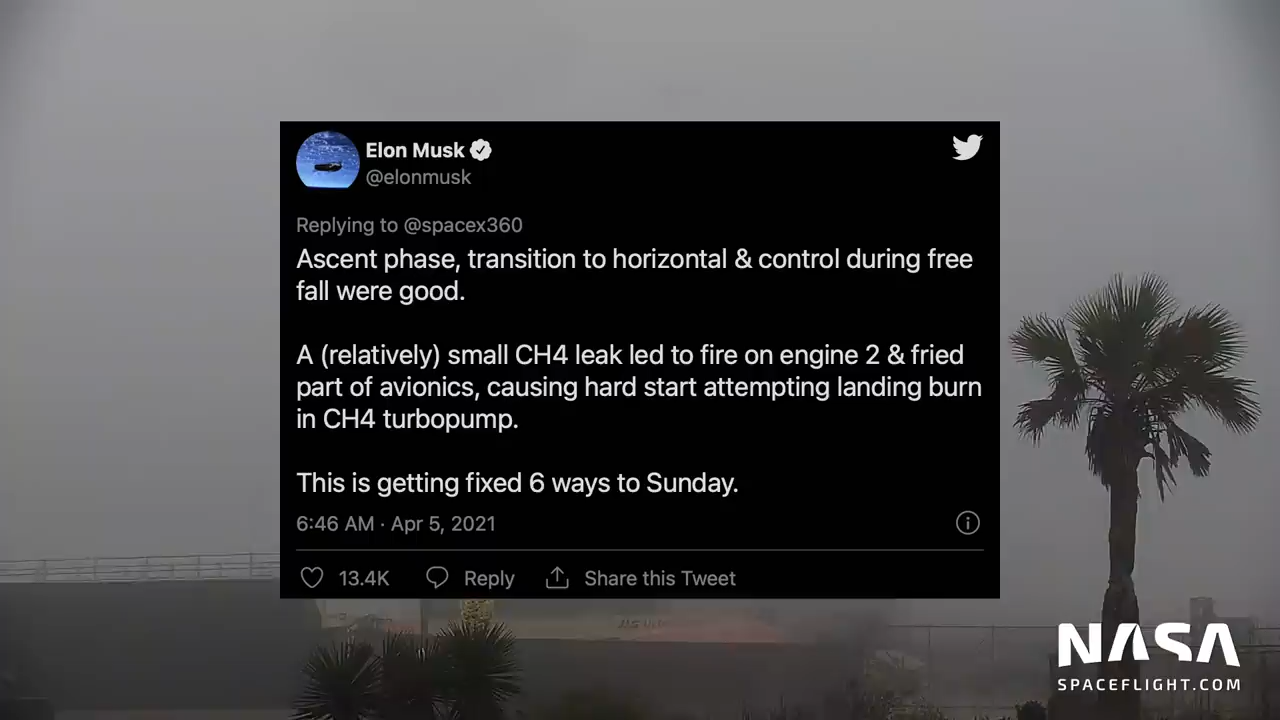 Elon Musk
@elonmusk
Replying to @spacex360
Ascent phase, transition to horizontal & control during free
fall were good.
A (relatively) small CH4 leak led to fire on engine 2 & fried
part of avionics, causing hard start attempting landing burn
in CH4 turbopump.
This is getting fixed 6 ways to Sunday.
6:46 AM · Apr 5, 2021
13.4K Reply Share this Tweet
NASA
SPACEFLIGHT.COM